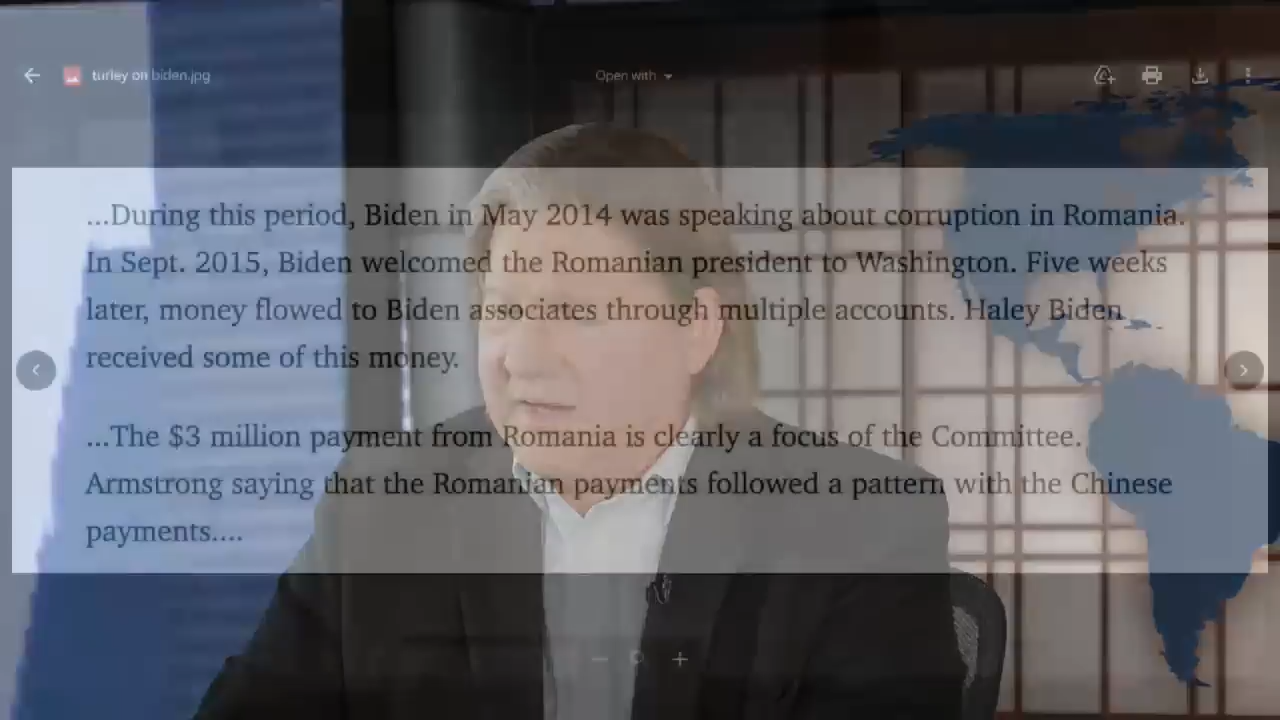 turley on biden.jpg
Open with
...During this period, Biden in May 2014 was speaking about corruption in Romania.
In Sept. 2015, Biden welcomed the Romanian president to Washington. Five weeks
later, money flowed to Biden associates through multiple accounts. Haley Biden
received some of this money.
...The $3 million payment from Romania is clearly a focus of the Committee.
Armstrong saying that the Romanian payments followed a pattern with the Chinese
payments....